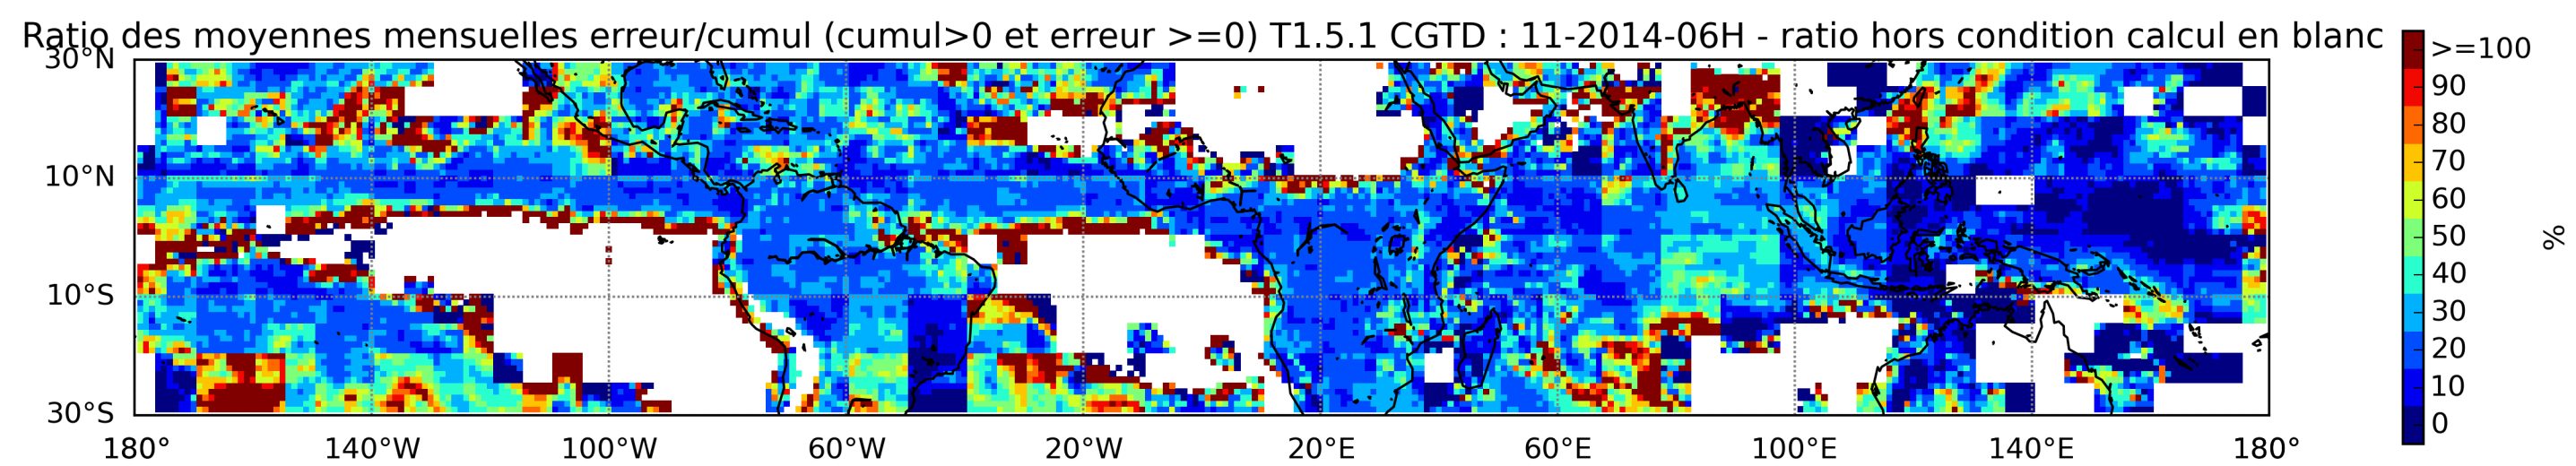 Ratio des moyennes mensuelles erreur/cumul (cumul>0 et erreur >=0) T1.5.1 CGTD : 11-2014-06H - ratio hors condition calcul en blanc
30°N
10°N
10°S
30°S
180° 140°W 100°W 60°W 20°W 20°E 60°E 100°E 140°E 180°
>=100
90
80
70
60
50
40
30
20
10
0
%